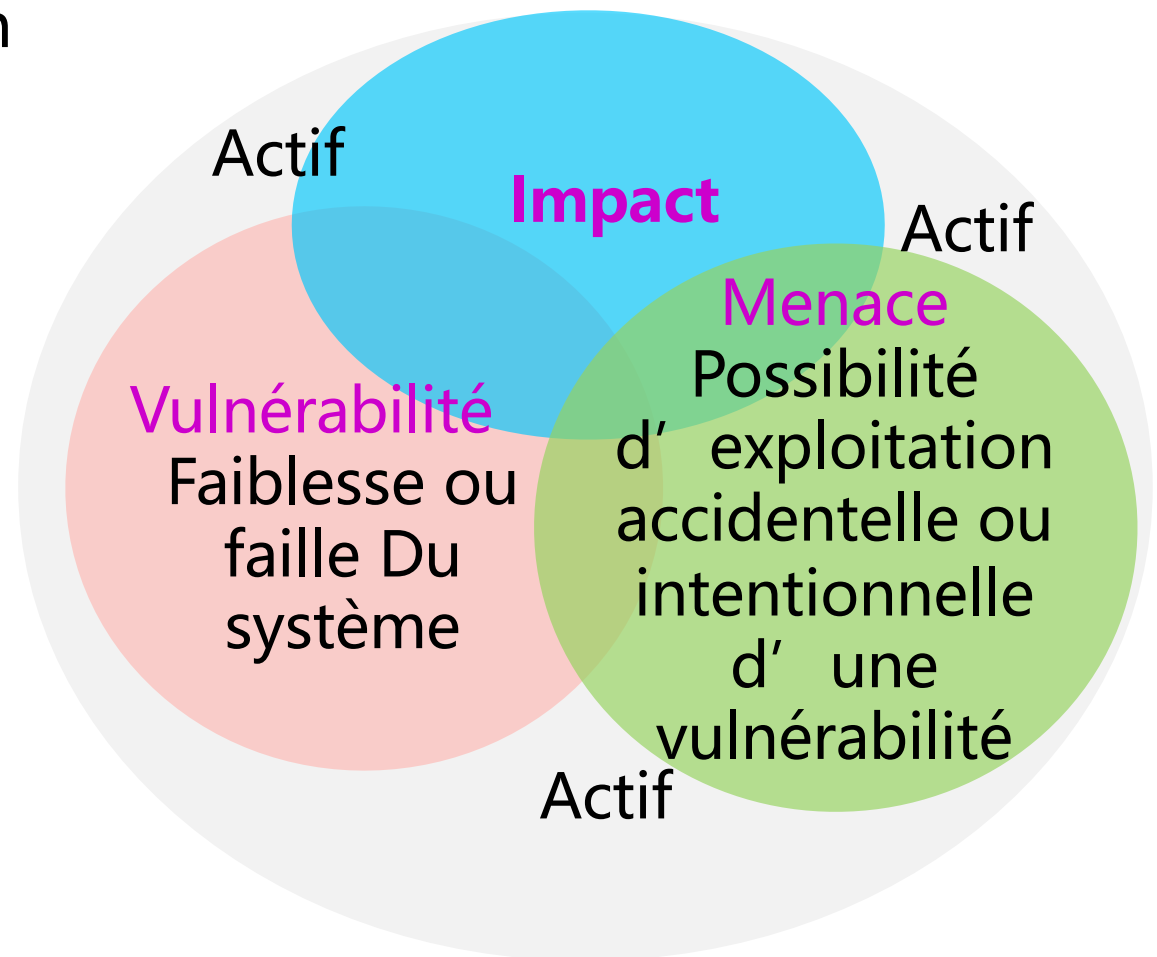 n
Actif
Impact
Actif
Menace
Possibilité
d’ exploitation
accidentelle ou
intentionnelle
d’ une
vulnérabilité
Vulnérabilité
Faiblesse ou
faille Du
système
Actif